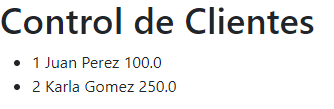 Control de Clientes
1 Juan Perez 100.0
2 Karla Gomez 250.0